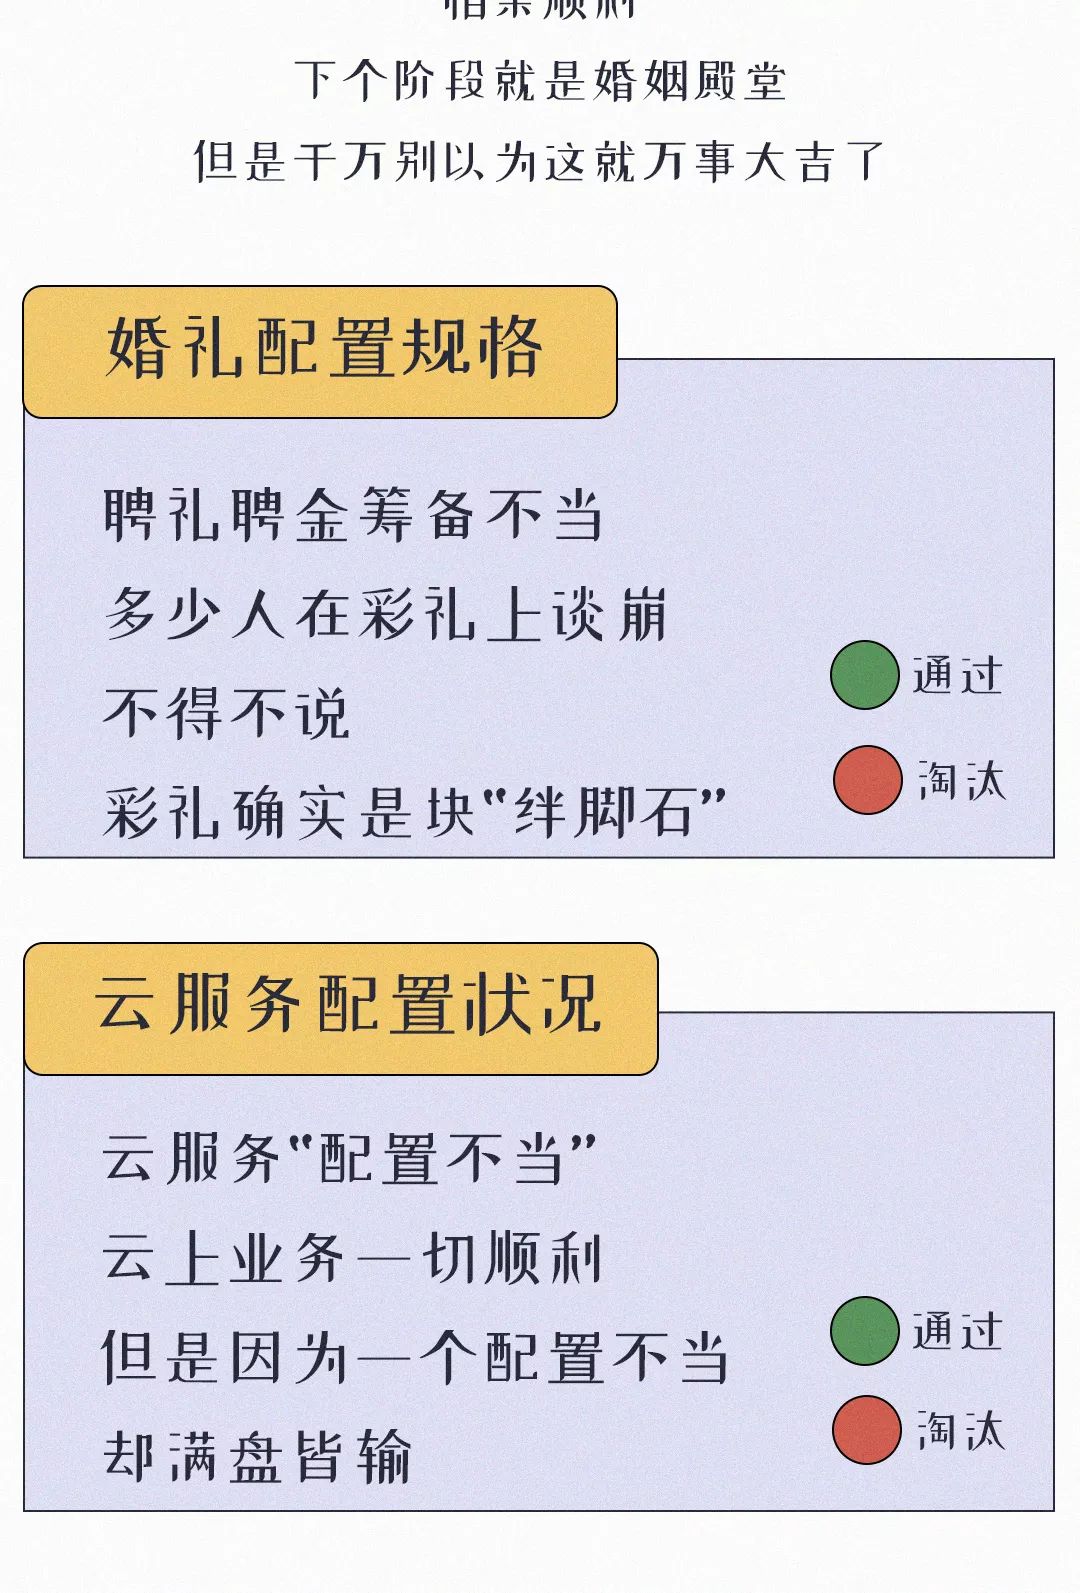 相亲顺利
下个阶段就是婚姻殿堂
但是千万别以为这就万事大吉了
婚礼配置规格
聘礼聘金筹备不当
多少人在彩礼上谈崩
不得不说
彩礼确实是块“绊脚石”
通过
淘汰
云服务配置状况
云服务“配置不当”
云上业务一切顺利
但是因为一个配置不当
却满盘皆输
通过
淘汰